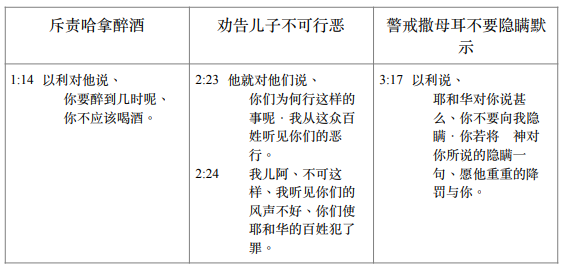 斥责哈拿醉酒
劝告儿子不可行恶
警戒撒母耳不要隐瞒默
示
1:14 以利对他说、
你要醉到几时呢、
你不应该喝酒。
2:23 他就对他们说、
你们为何行这样的
事呢．我从这众百
姓听见你们的恶
行。
2:24 我儿阿、不可这
样、我听见你们的
风声不好、你们使
耶和华的百姓犯了
罪。
3:17 以利说、
耶和华对你说甚
么、你不要向我隐
瞒．你若将　神对
你所说的隐瞒一
句、愿他重重的降
罚与你。